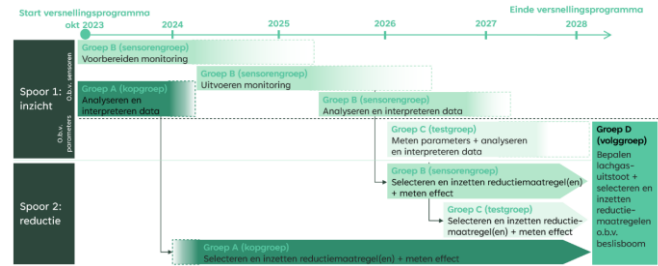 Start versnellingsprogramma
okt 2023
2024
2025
2026
2027
Einde versnellingsprogramma
2028
Spoor 1:
inzicht
O.b.v. sensoren
O.b.v.
parameters
Groep B (sensorengroep)
Voorbereiden monitoring
Groep B (sensorengroep)
Uitvoeren monitoring
Groep A (kopgroep)
Analyseren en
interpreteren data
Groep B (sensorengroep)
Analyseren en interpreteren data
Groep C (testgroep)
Meten parameters + analyseren
en interpreteren data
Groep D
(volggroep)
Bepalen
lachgas-
uitstoot +
selecteren en
inzetten
reductie-
maatregelen
o.b.v.
beslisboom
Spoor 2:
reductie
Groep B (sensorengroep)
Selecteren en inzetten reductiemaatregel(en)
+ meten effect
Groep C (testgroep)
Selecteren en inzetten reductie-
maatregel(en) + meten effect
Groep A (kopgroep)
Selecteren en inzetten reductiemaatregel(en) + meten effect